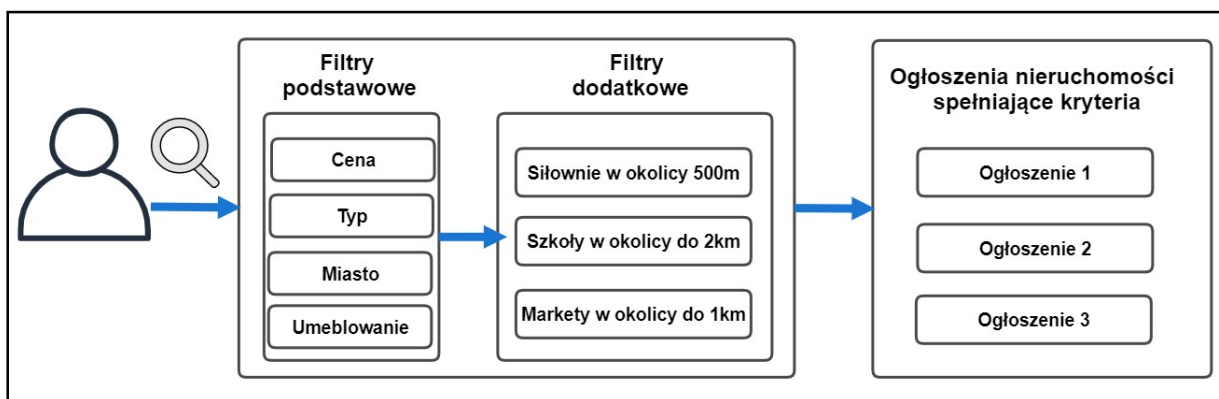 Filtry
podstawowe
Cena
Typ
Miasto
Umeblowanie
Filtry
dodatkowe
Siłownie w okolicy 500m
Szkoły w okolicy do 2km
Markety w okolicy do 1km
Ogłoszenia nieruchomości
spełniające kryteria
Ogłoszenie 1
Ogłoszenie 2
Ogłoszenie 3